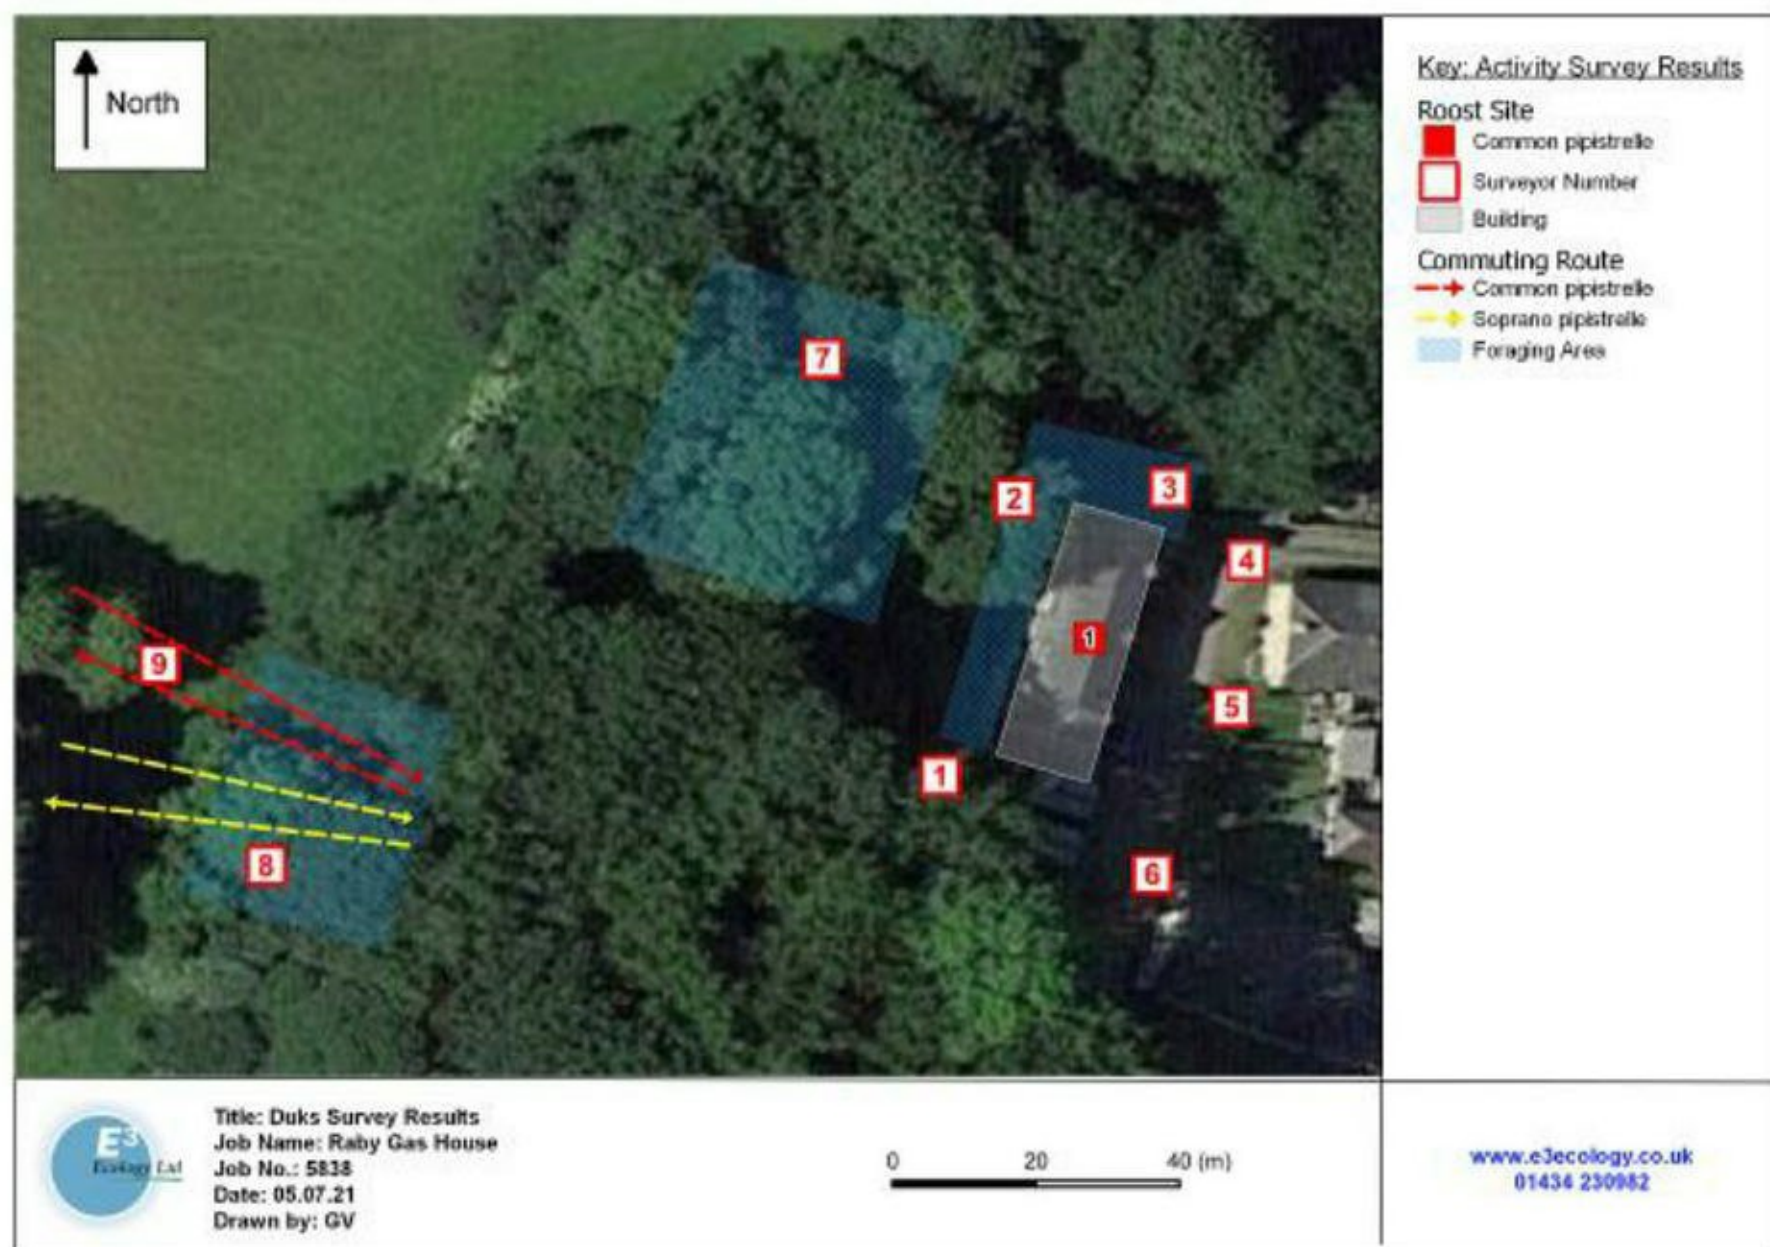 North
7
2
3
4
1
9
5
1
8
6
Key: Activity Survey Results
Roost Site
Common pipistrelle
Surveyor Number
Building
Commuting Route
Common pipistrelle
Soprano pipistrelle
Foraging Area
E3
Ecology Ltd
Title: Duks Survey Results
Job Name: Raby Gas House
Job No.: 5838
Date: 05.07.21
Drawn by: GV
0 20 40 (m)
www.e3ecology.co.uk
01434 230982